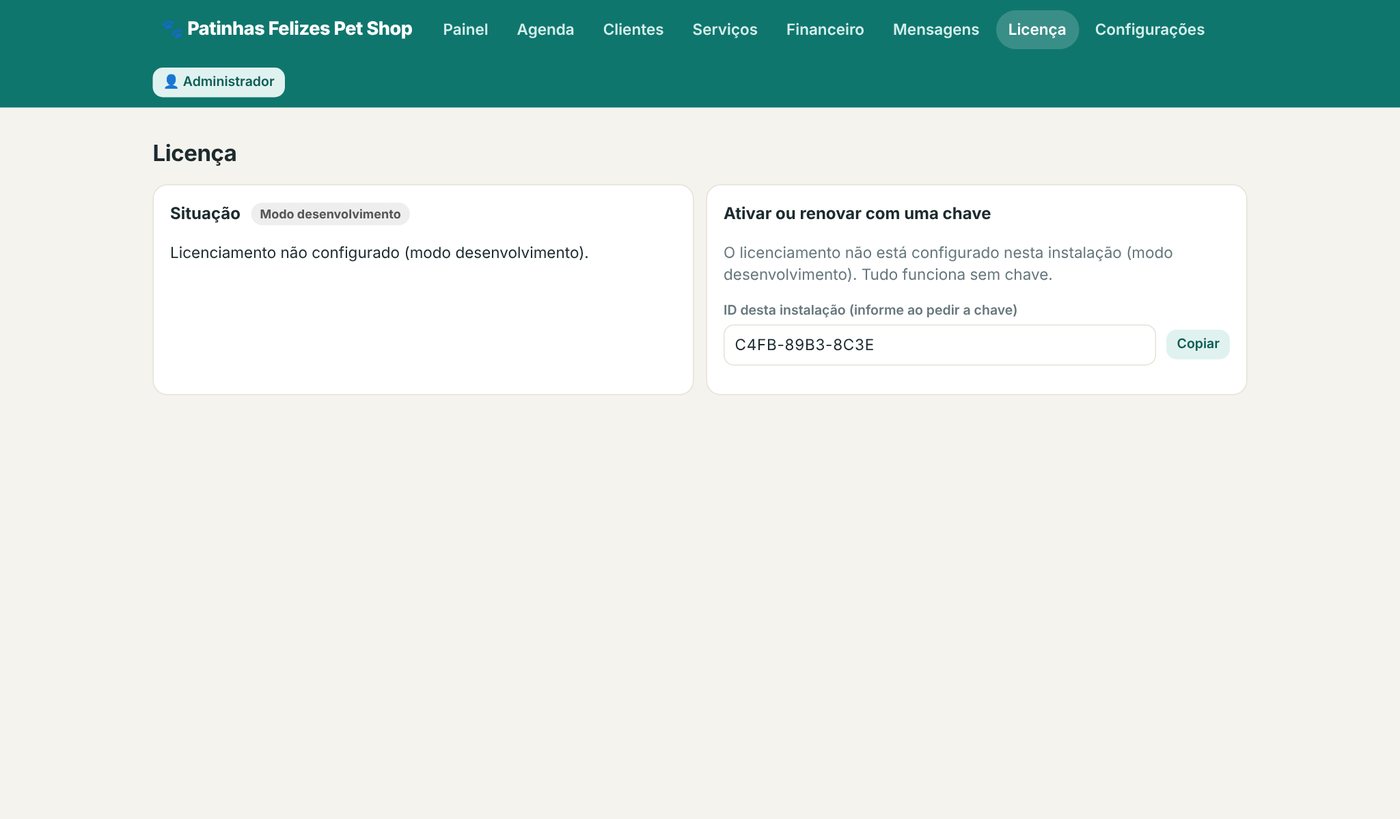 🐾 Patinhas Felizes Pet Shop Painel Agenda Clientes Serviços Financeiro Mensagens Licença Configurações
👤 Administrador
Licença
Situação Modo desenvolvimento
Licenciamento não configurado (modo desenvolvimento).
Ativar ou renovar com uma chave
O licenciamento não está configurado nesta instalação (modo
desenvolvimento). Tudo funciona sem chave.
ID desta instalação (informe ao pedir a chave)
C4FB-89B3-8C3E Copiar